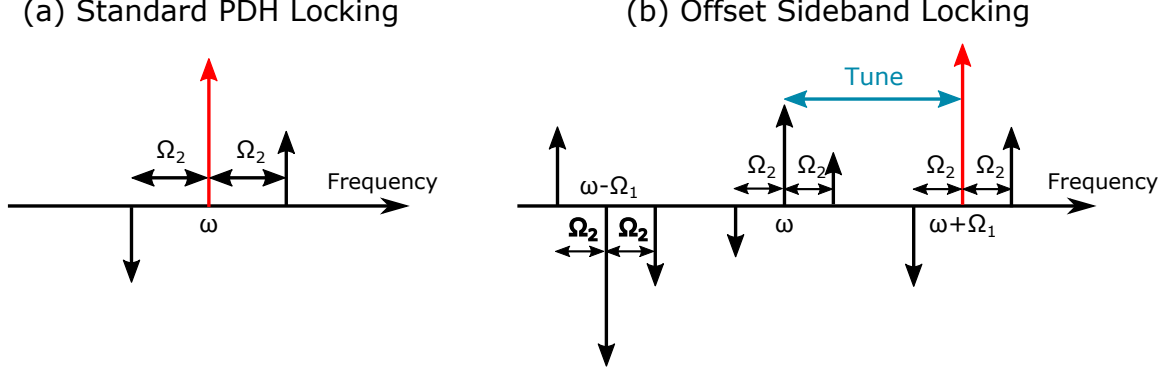 (a) Standard PDH Locking
Ω₂ Ω₂
Frequency
ω
(b) Offset Sideband Locking
Tune
Ω₂ Ω₂ Ω₂ Ω₂
Frequency
ω-Ω₁
ω
ω+Ω₁
Ω₂ Ω₂